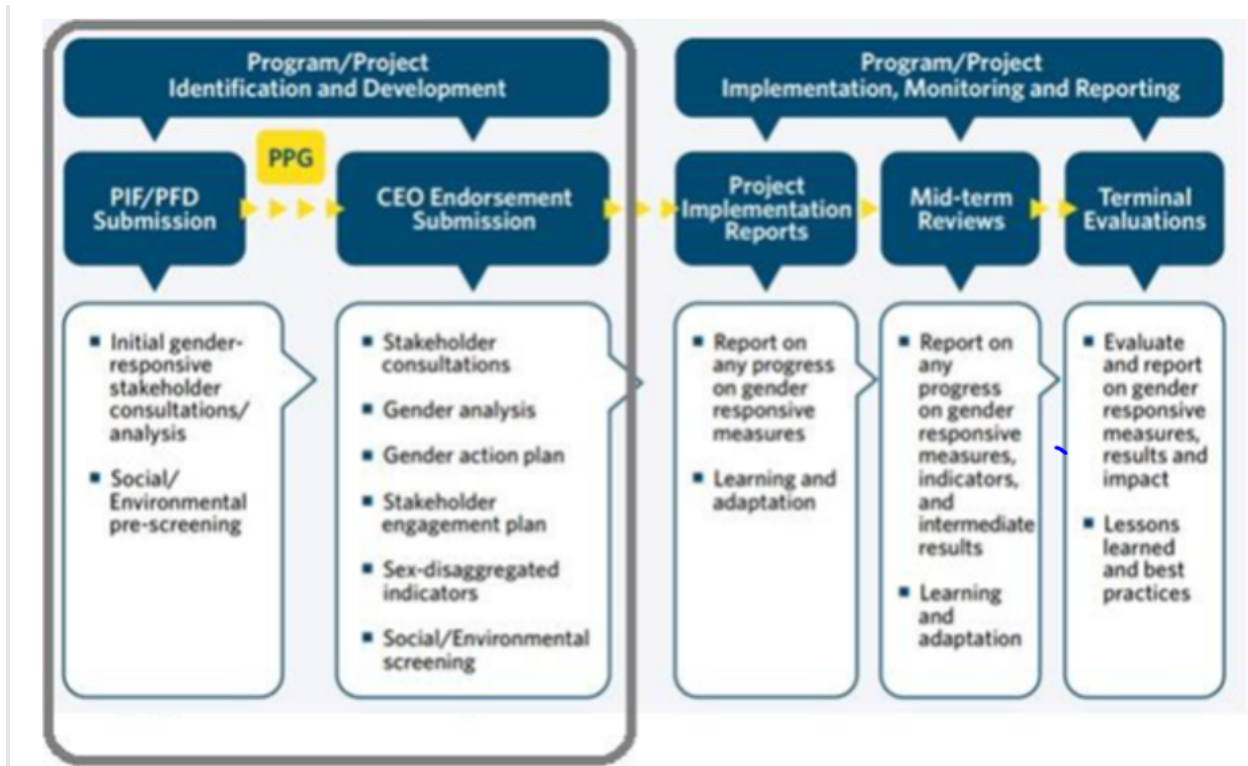 Program/Project
Identification and Development
Program/Project
Implementation, Monitoring and Reporting
PPG
PIF/PFD
Submission
CEO Endorsement
Submission
Project
Implementation
Reports
Mid-term
Reviews
Terminal
Evaluations
Initial gender-
responsive
stakeholder
consultations/
analysis
Social/
Environmental
pre-screening
Stakeholder
consultations
Gender analysis
Gender action plan
Stakeholder
engagement plan
Sex-disaggregated
indicators
Social/Environmental
screening
Report on
any progress
on gender
responsive
measures
Learning and
adaptation
Report on
any
progress
on gender
responsive
measures,
indicators,
and
intermediate
results
Learning
and
adaptation
Evaluate
and report
on gender
responsive
measures,
results and
impact
Lessons
learned
and best
practices